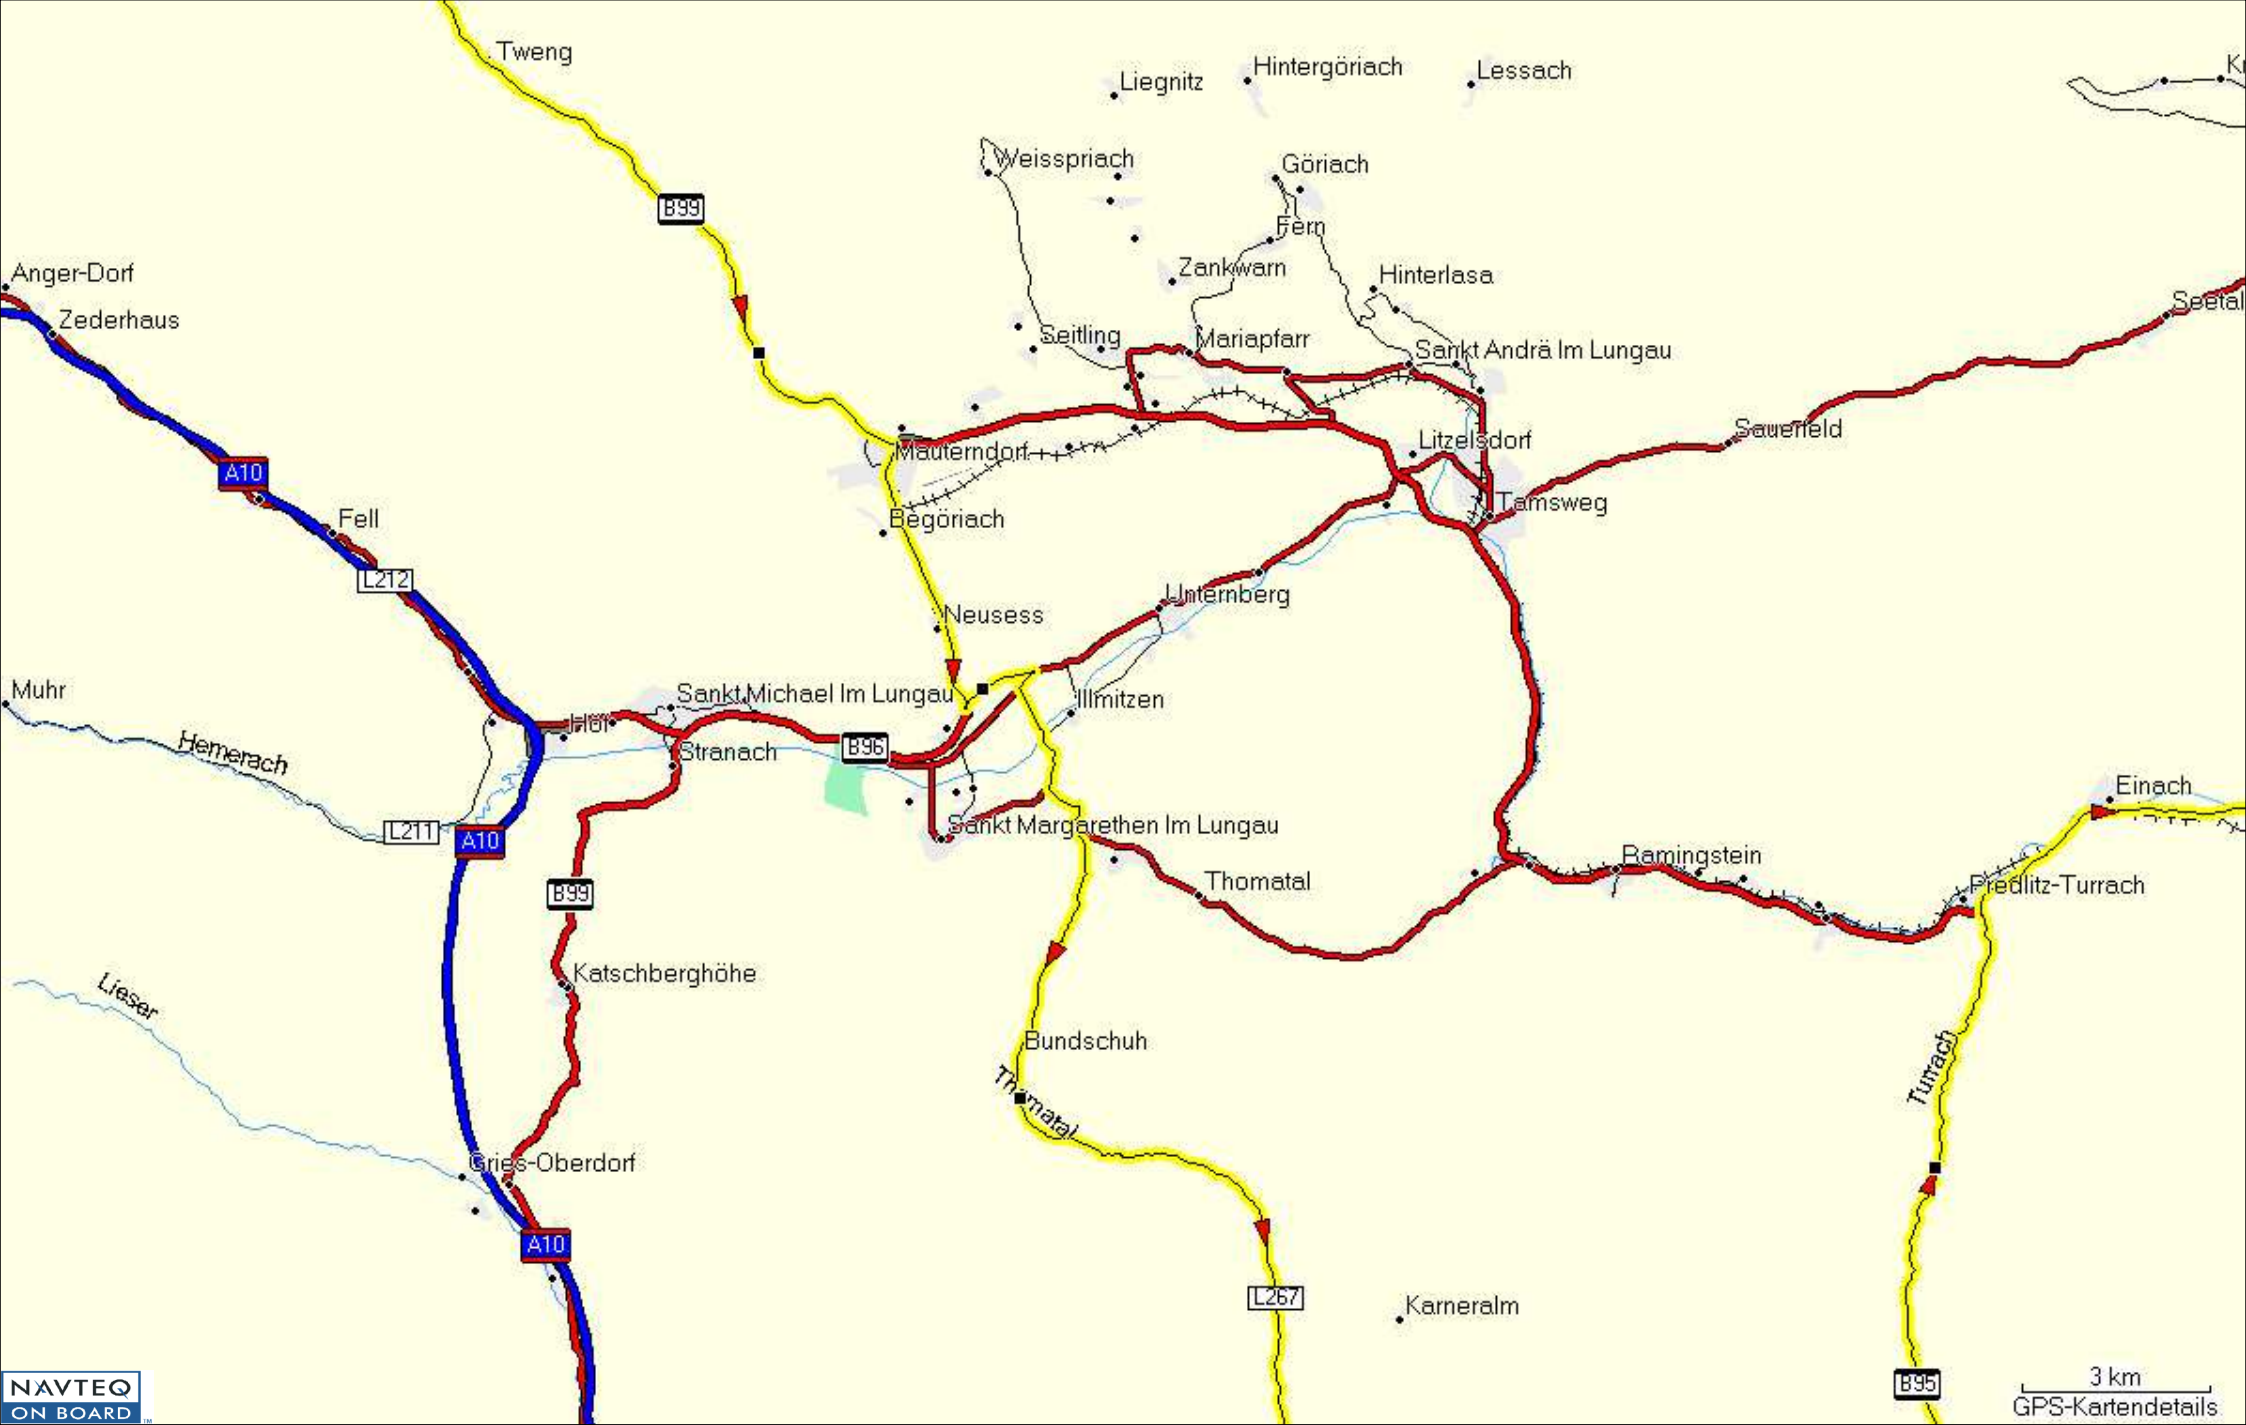 Tweng
Liegnitz
Hintergöriach
Lessach
Weisspriach
Göriach
B99
Fern
Anger-Dorf
Zankwarn
Hinterlasa
Zederhaus
Seitling
Mariapfarr
Sankt Andrä Im Lungau
Seetal
Sauerfeld
Mauterndorf
Litzelsdorf
A10
Fell
Begöriach
Tamsweg
L212
Unternberg
Neusess
Muhr
Sankt Michael Im Lungau
Illmitzen
Höf
Hemerach
Stranach
B96
Einach
L211
A10
Sankt Margarethen Im Lungau
Ramingstein
B99
Thomatal
Predlitz-Turrach
Katschberghöhe
Lieser
Bundschuh
Turrach
Thomatal
Gries-Oberdorf
A10
L267
Karneralm
B95
3 km
GPS-Kartendetails
NAVTEQ
ON BOARD